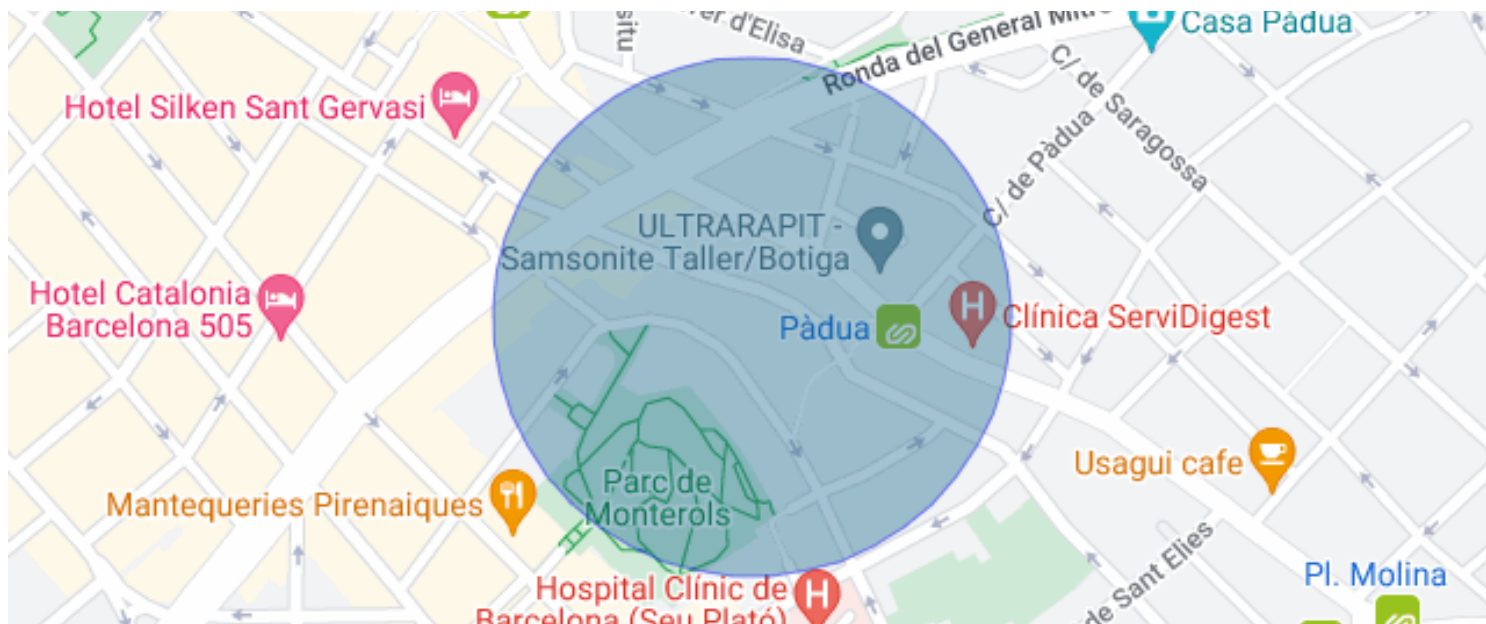 Casa Pàdua
Ronda del General Mitre
C/ de Saragossa
Hotel Silken Sant Gervasi
C/ de Pàdua
ULTRARAPIT -
Samsonite Taller/Botiga
Hotel Catalonia
Barcelona 505
Pàdua
Clínica ServiDigest
Usagui cafe
Parc de
Monterols
Mantequeries Pirenaiques
de Sant Elies
Pl. Molina
Hospital Clínic de
Barcelona (Seu Plató)